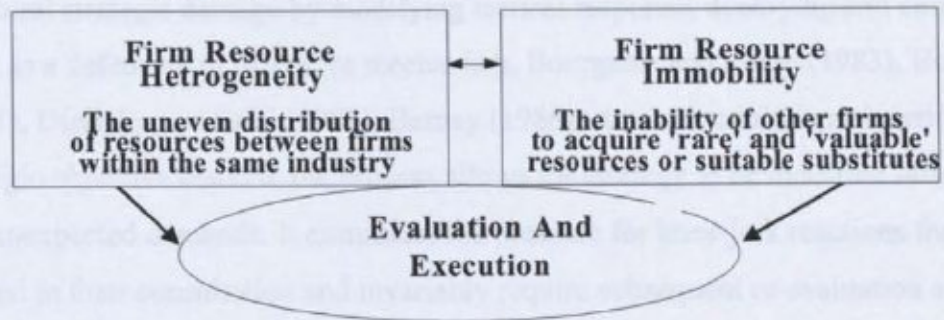 Firm Resource
Hetrogeneity
The uneven distribution
of resources between firms
within the same industry
Firm Resource
Immobility
The inability of other firms
to acquire 'rare' and 'valuable'
resources or suitable substitutes
Evaluation And
Execution